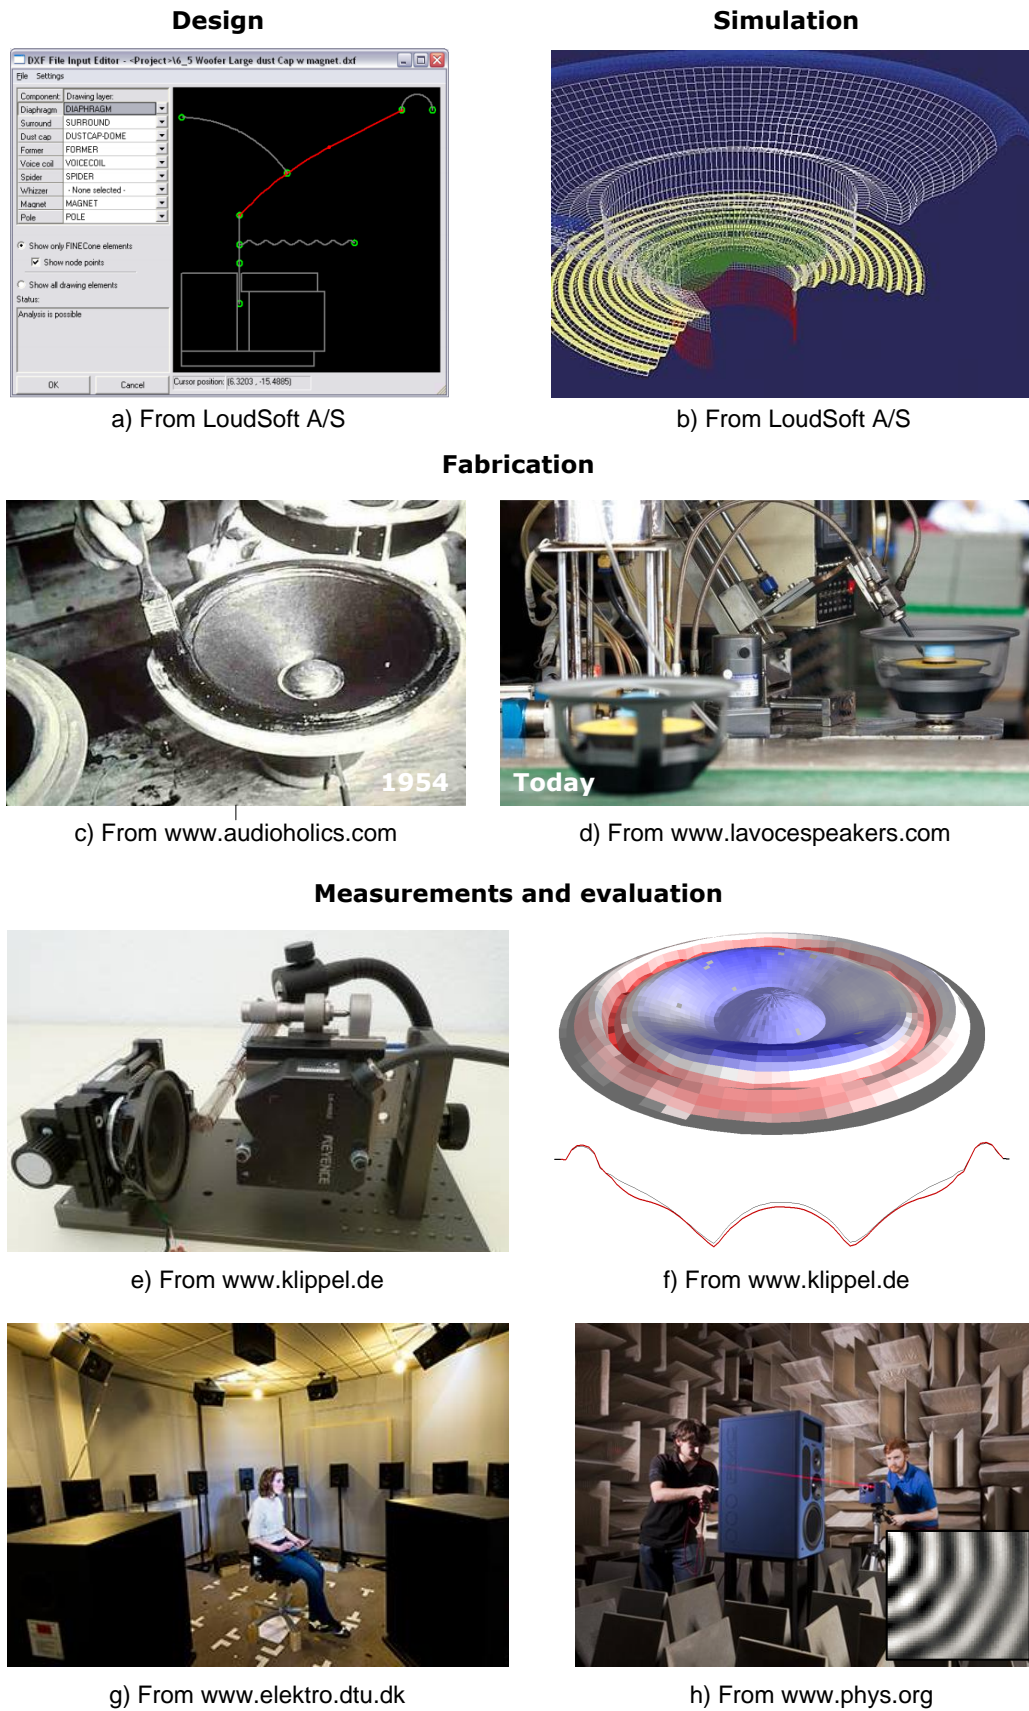 Design
Simulation
DXF File Input Editor - <Project>\6_5 Woofer Large dust Cap w magnet.dxf
File Settings
Component: Drawing layer:
Diaphragm DIAPHRAGM
Surround SURROUND
Dust cap DUSTCAP-DOME
Former FORMER
Voice coil VOICECOIL
Spider SPIDER
Whizzer - None selected -
Magnet MAGNET
Pole POLE
Show only FINECone elements
Show node points
Show all drawing elements
Status:
Analysis is possible
OK Cancel Cursor position: (6.3203 , -15.4885)
a) From LoudSoft A/S
b) From LoudSoft A/S
Fabrication
1954
Today
c) From www.audioholics.com
d) From www.lavocespeakers.com
Measurements and evaluation
KEYENCE
e) From www.klippel.de
f) From www.klippel.de
g) From www.elektro.dtu.dk
h) From www.phys.org